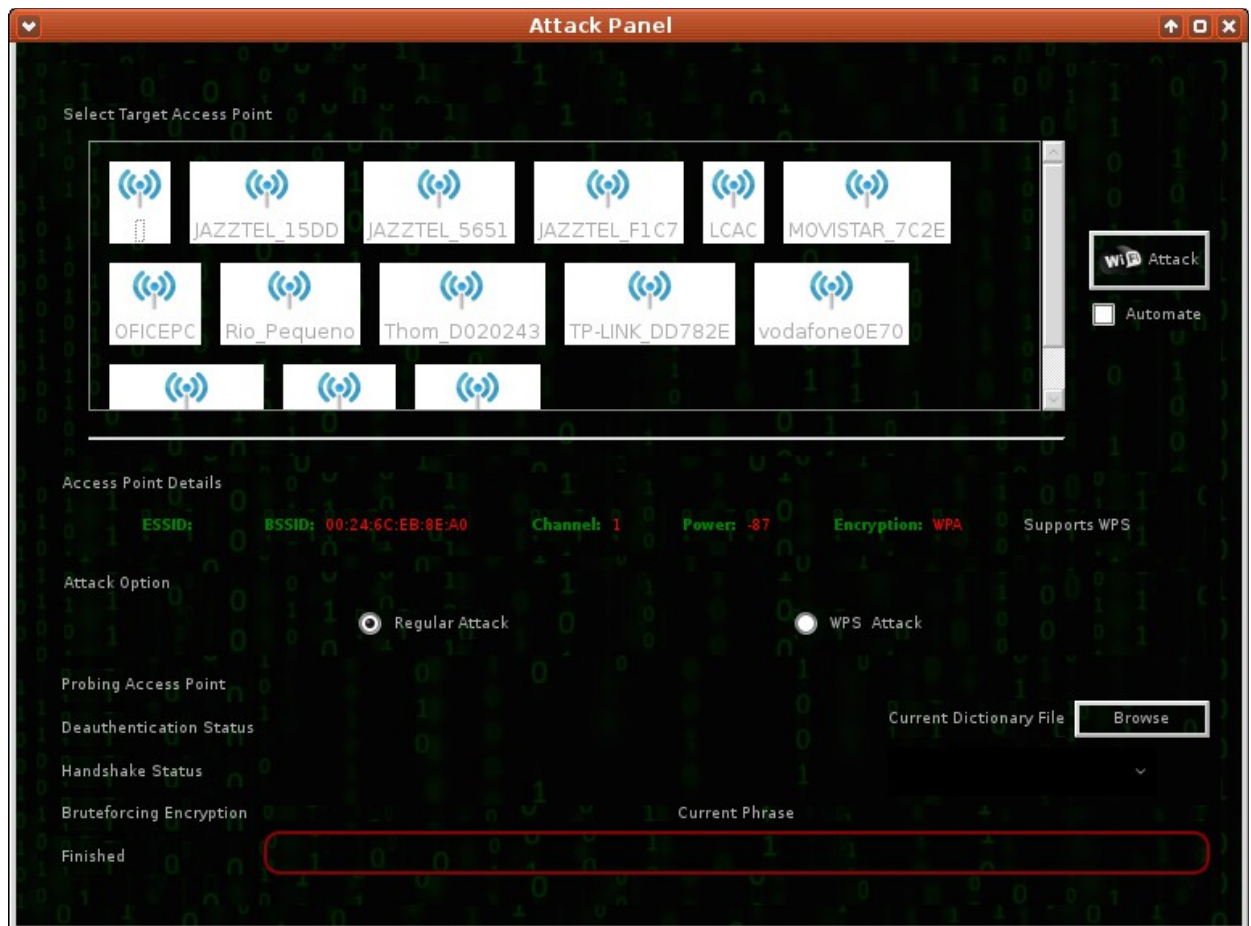 Attack Panel
Select Target Access Point
JAZZTEL_15DD
JAZZTEL_5651
JAZZTEL_F1C7
LCAC
MOVISTAR_7C2E
WiFi Attack
OFICEPC
Rio_Pequeno
Thom_D020243
TP-LINK_DD782E
vodafone0E70
Automate
Access Point Details
ESSID:
BSSID: 00:24:6C:EB:8E:A0
Channel: 1
Power: -87
Encryption: WPA
Supports WPS
Attack Option
Regular Attack
WPS Attack
Probing Access Point
Deauthentication Status
Current Dictionary File
Browse
Handshake Status
Bruteforcing Encryption
Current Phrase
Finished